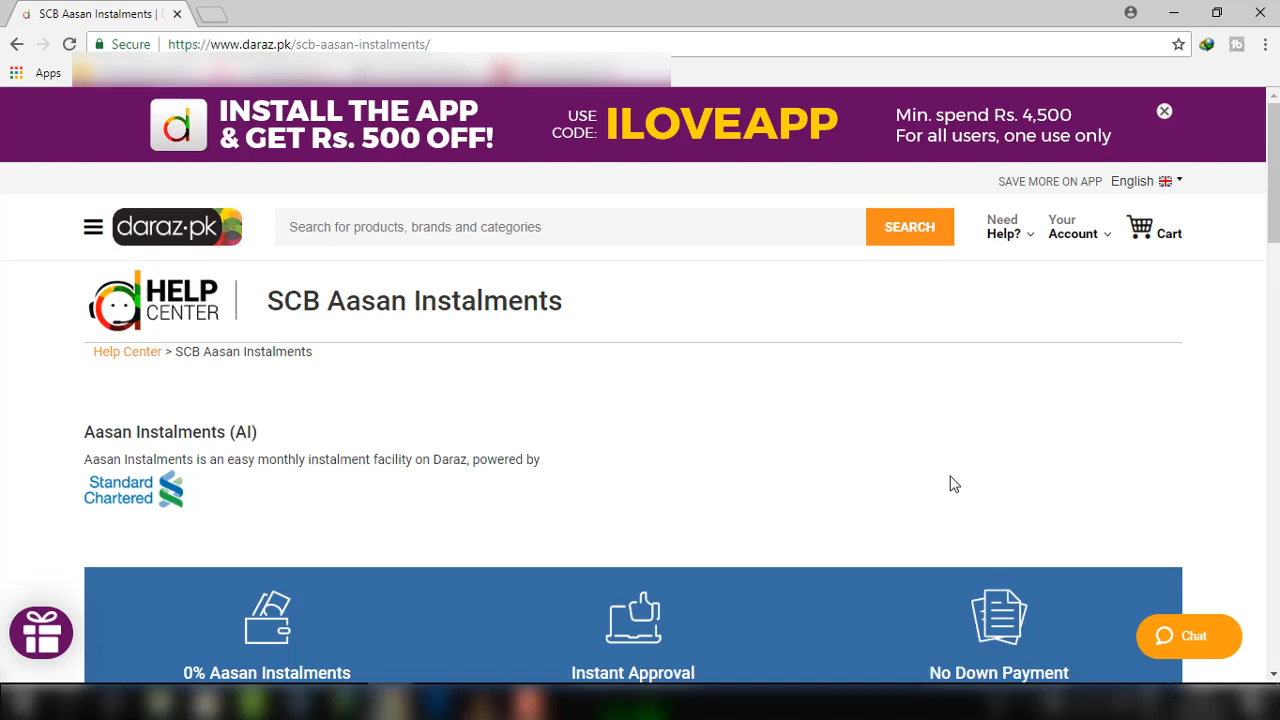 SCB Aasan Instalments |
Secure https://www.daraz.pk/scb-aasan-instalments/
Apps
INSTALL THE APP
& GET Rs. 500 OFF!
USE
CODE:
ILOVEAPP
Min. spend Rs. 4,500
For all users, one use only
SAVE MORE ON APP English
daraz.pk
Search for products, brands and categories
SEARCH
Need
Help?
Your
Account
Cart
HELP
CENTER
SCB Aasan Instalments
Help Center > SCB Aasan Instalments
Aasan Instalments (AI)
Aasan Instalments is an easy monthly instalment facility on Daraz, powered by
Standard
Chartered
0% Aasan Instalments
Instant Approval
No Down Payment
Chat